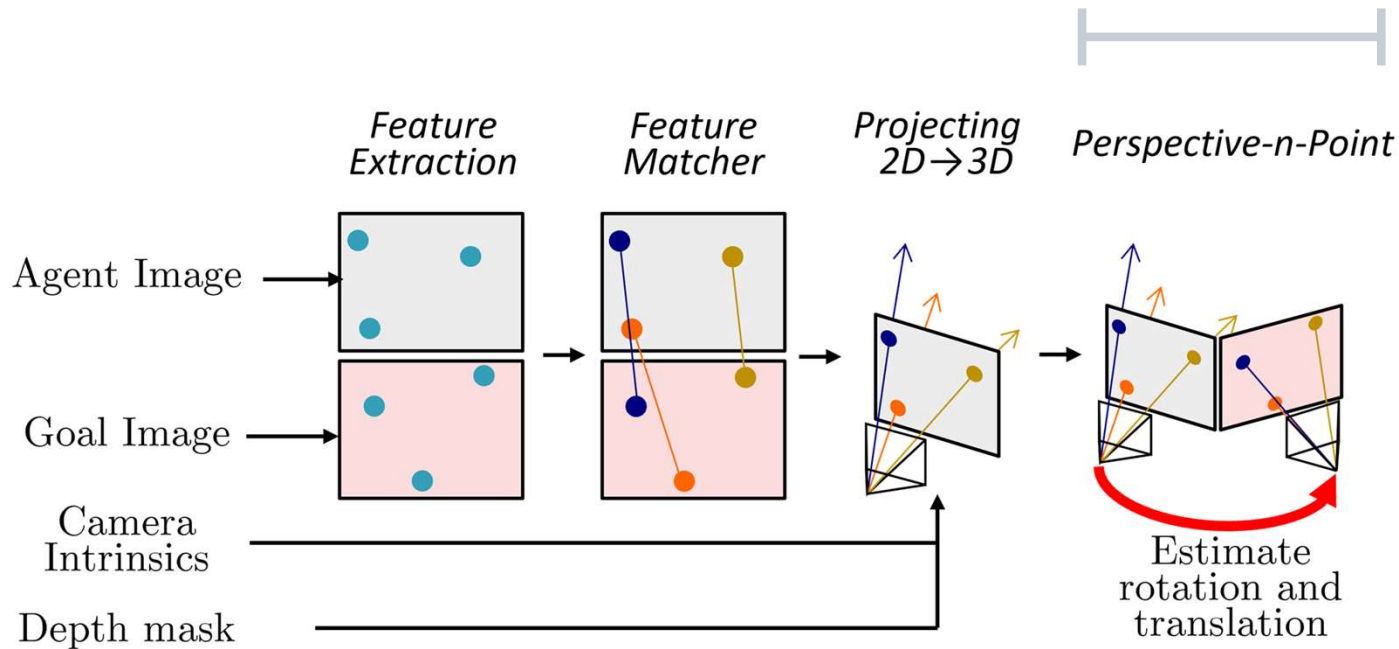 Feature
Extraction
Feature
Matcher
Projecting
2D→3D
Perspective-n-Point
Agent Image
Goal Image
Camera
Intrinsics
Depth mask
Estimate
rotation and
translation